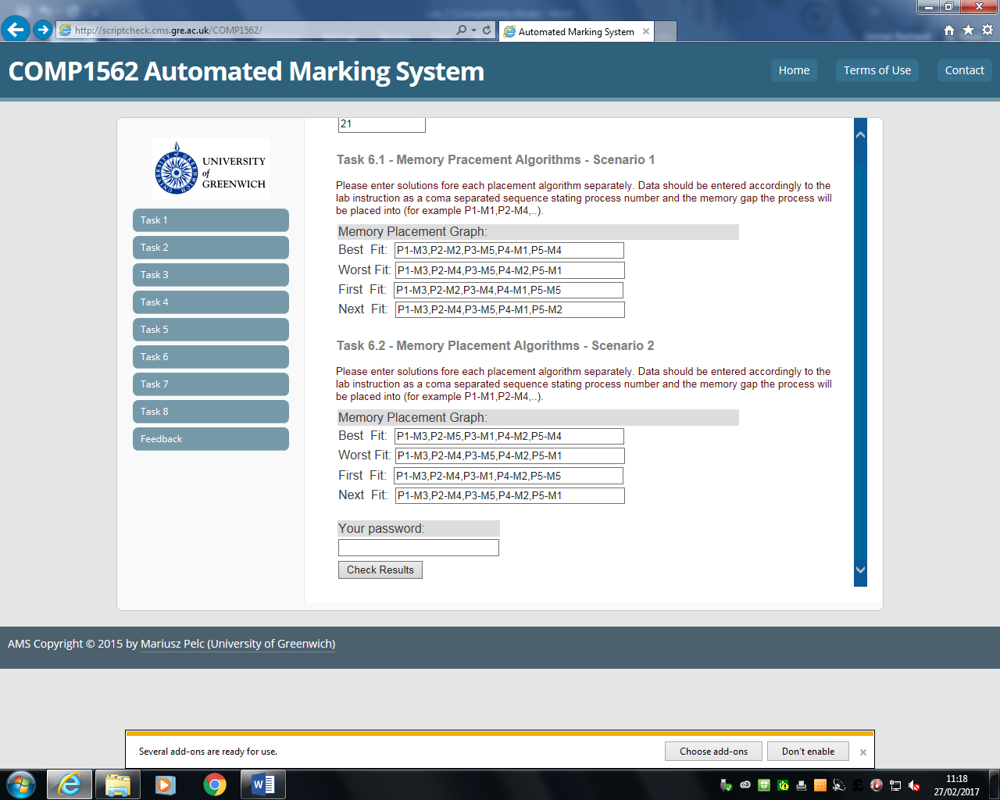 http://scriptcheck.cms.gre.ac.uk/COMP1562/
Automated Marking System
COMP1562 Automated Marking System
Home
Terms of Use
Contact
UNIVERSITY
of
GREENWICH
UNIVERSITY OF GREENWICH
Task 1
Task 2
Task 3
Task 4
Task 5
Task 6
Task 7
Task 8
Feedback
21
Task 6.1 - Memory Pracement Algorithms - Scenario 1
Please enter solutions fore each placement algorithm separately. Data should be entered accordingly to the
lab instruction as a coma separated sequence stating process number and the memory gap the process will
be placed into (for example P1-M1,P2-M4,..).
Memory Placement Graph:
Best Fit: P1-M3,P2-M2,P3-M5,P4-M1,P5-M4
Worst Fit: P1-M3,P2-M4,P3-M5,P4-M2,P5-M1
First Fit: P1-M3,P2-M2,P3-M4,P4-M1,P5-M5
Next Fit: P1-M3,P2-M4,P3-M5,P4-M1,P5-M2
Task 6.2 - Memory Placement Algorithms - Scenario 2
Please enter solutions fore each placement algorithm separately. Data should be entered accordingly to the
lab instruction as a coma separated sequence stating process number and the memory gap the process will
be placed into (for example P1-M1,P2-M4,..).
Memory Placement Graph:
Best Fit: P1-M3,P2-M5,P3-M1,P4-M2,P5-M4
Worst Fit: P1-M3,P2-M4,P3-M5,P4-M2,P5-M1
First Fit: P1-M3,P2-M4,P3-M1,P4-M2,P5-M5
Next Fit: P1-M3,P2-M4,P3-M5,P4-M2,P5-M1
Your password:
Check Results
AMS Copyright © 2015 by Mariusz Pelc (University of Greenwich)
Several add-ons are ready for use.
Choose add-ons
Don't enable
11:18
27/02/2017